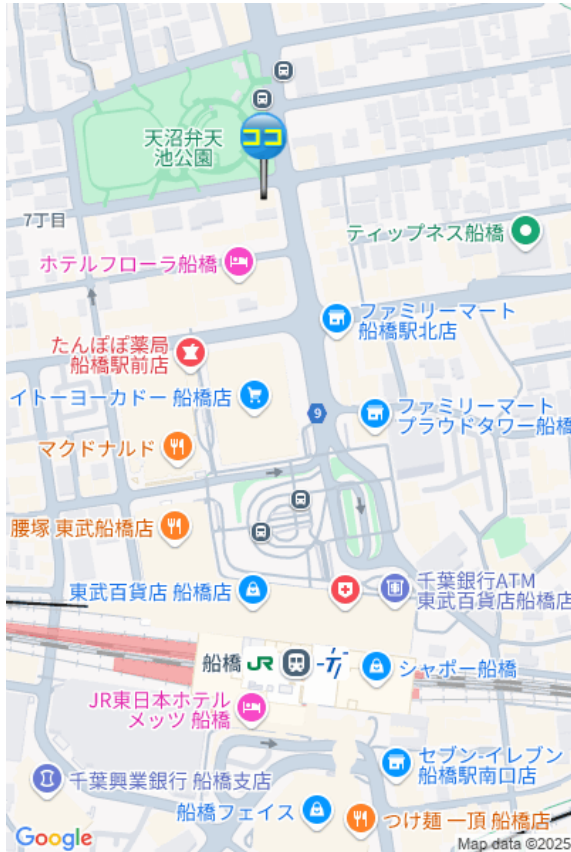 天沼弁天
池公園
ココ
7丁目
ティップネス船橋
ホテルフローラ船橋
ファミリーマート
船橋駅北店
たんぽぽ薬局
船橋駅前店
イトーヨーカドー 船橋店
9
ファミリーマート
プラウドタワー船橋
マクドナルド
腰塚 東武船橋店
東武百貨店 船橋店
千葉銀行ATM
東武百貨店船橋店
船橋 JR
シャポー船橋
JR東日本ホテル
メッツ 船橋
セブン-イレブン
船橋駅南口店
千葉興業銀行 船橋支店
船橋フェイス
つけ麺 一頂 船橋店
Google
Map data ©2025